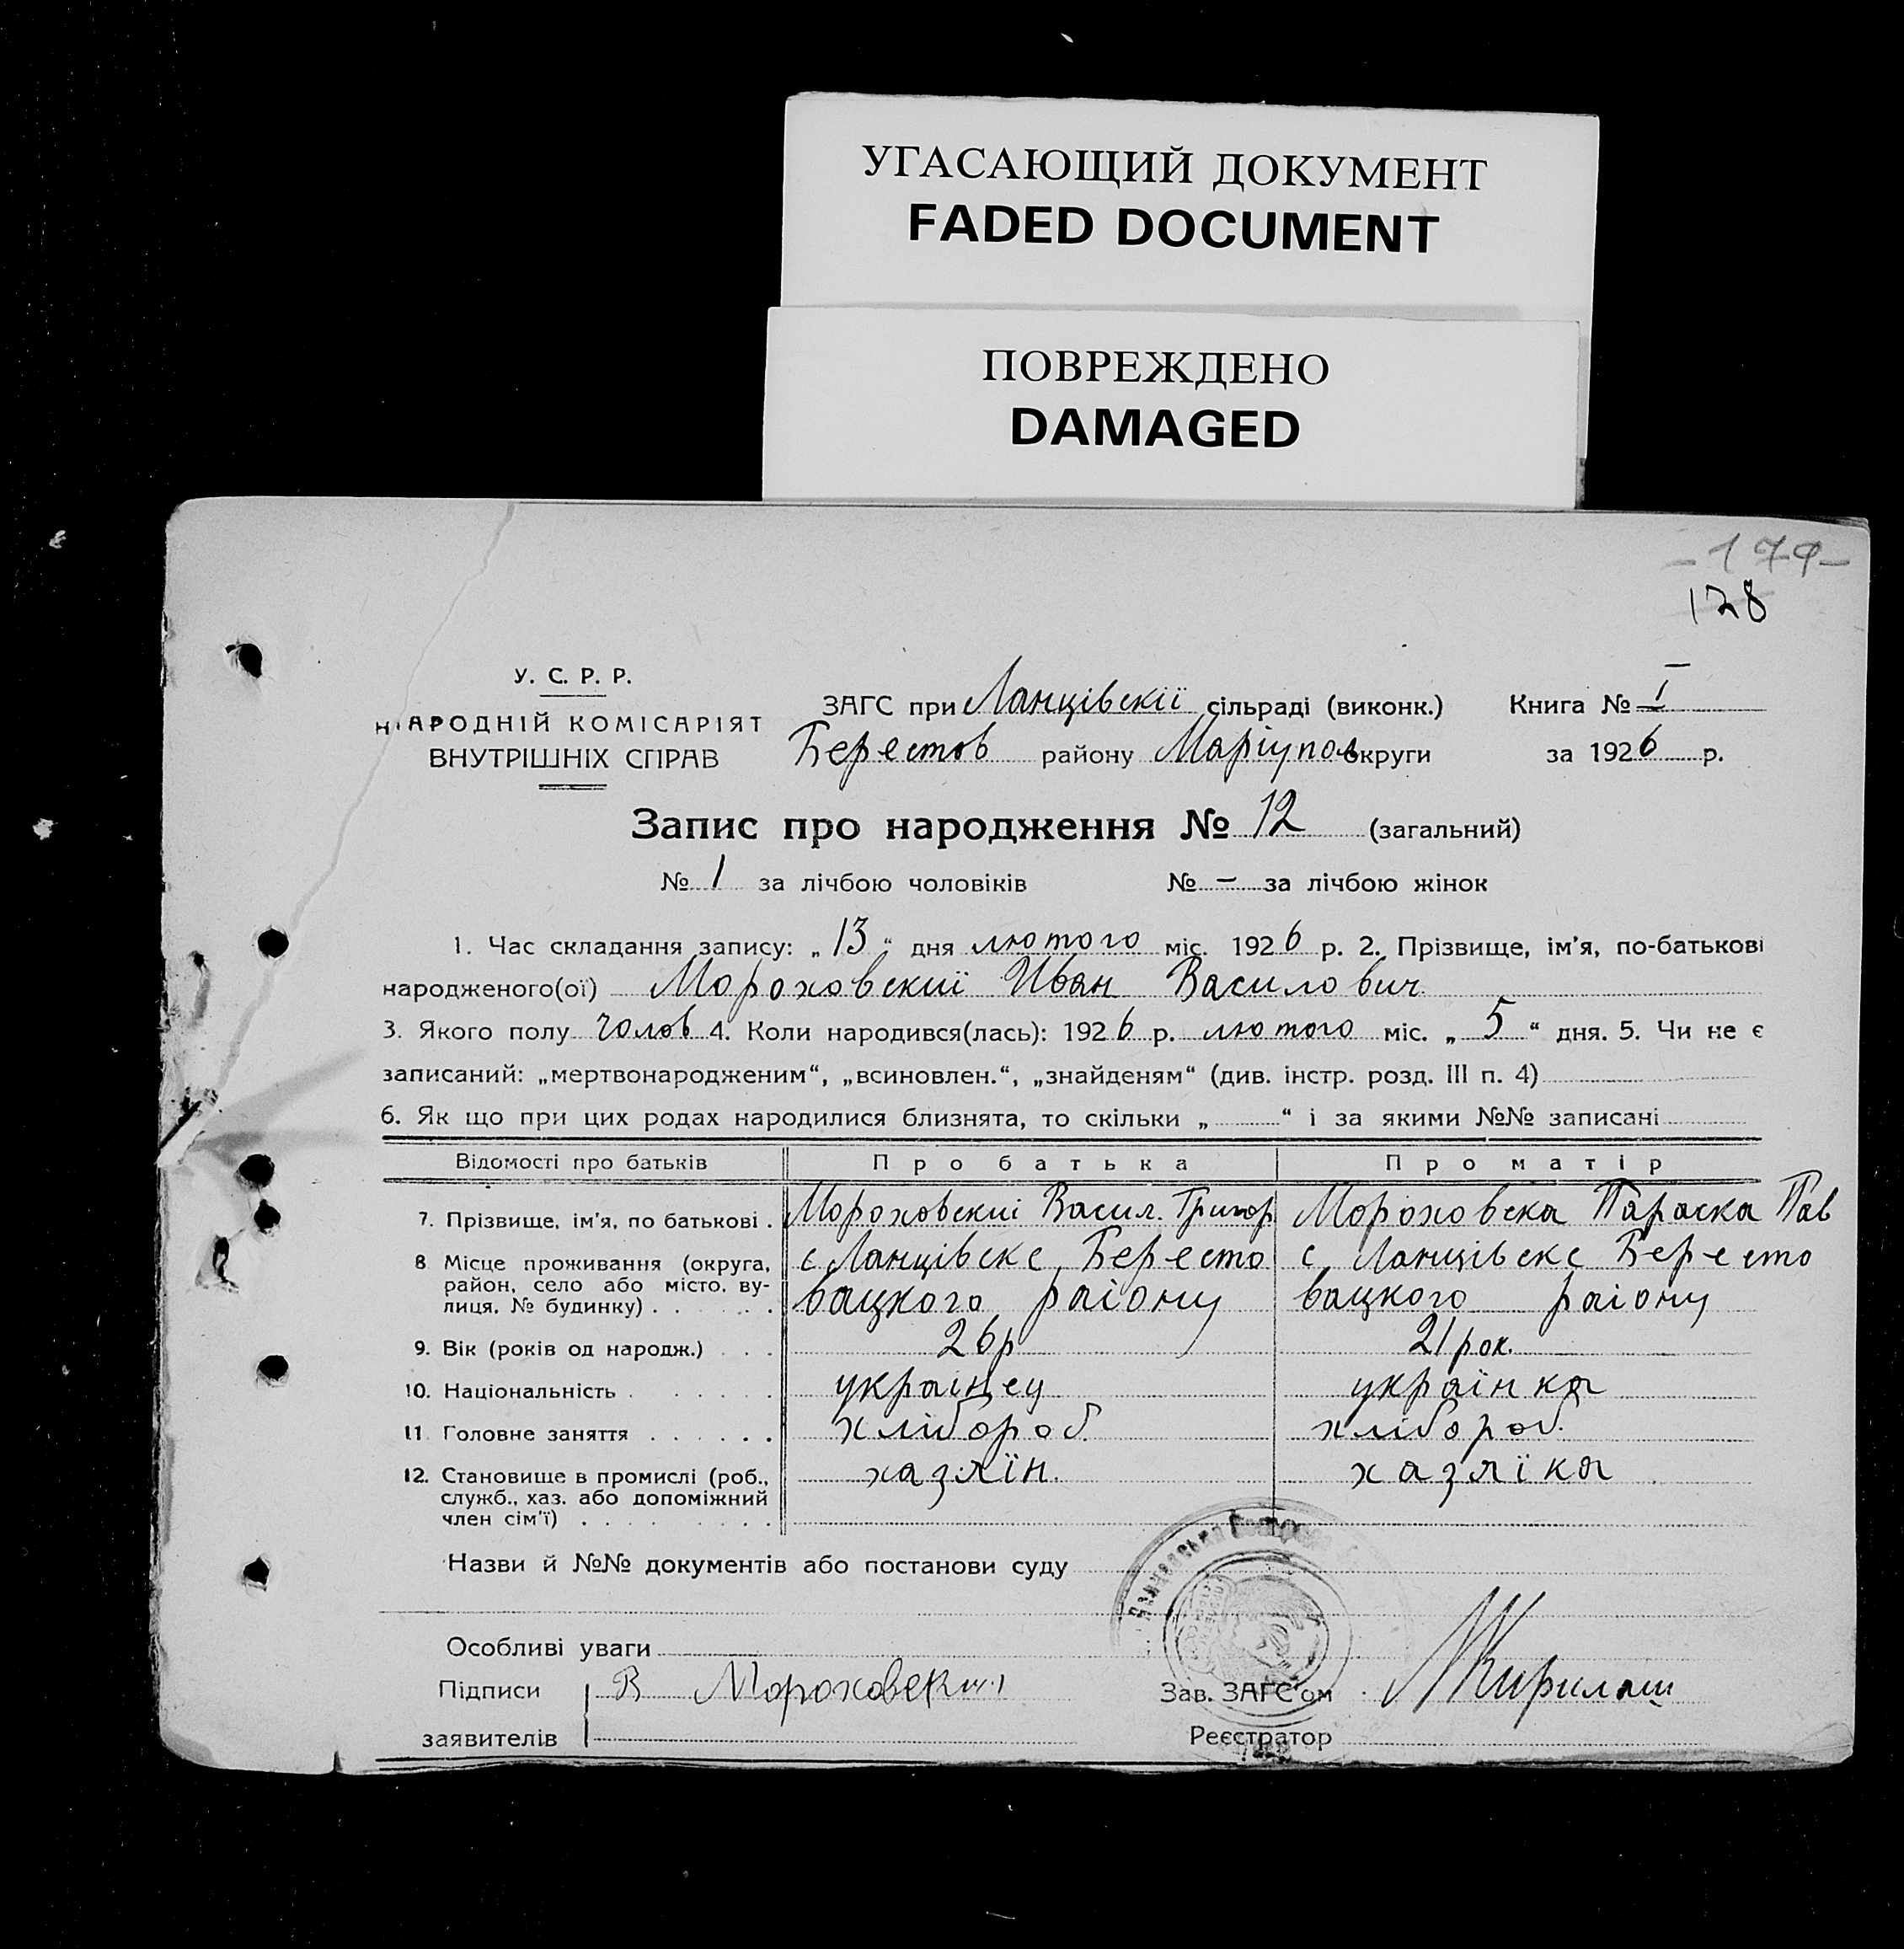 УГАСАЮЩИЙ ДОКУМЕНТ
FADED DOCUMENT
ПОВРЕЖДЕНО
DAMAGED
-179-
128
У. С. Р. Р.
НАРОДНІЙ КОМІСАРІЯТ
ВНУТРІШНІХ СПРАВ
ЗАГС при Ланцівскії сільраді (виконк.) Книга № I
Берестов району Маріупол округи за 1926 р.
Запис про народження № 12 (загальний)
№ 1 за лічбою чоловіків № — за лічбою жінок
1. Час складання запису: „13“ дня лютого міс. 1926 р. 2. Прізвище, ім'я, по-батькові
народженого(ої) Мороховский Иван Василович
3. Якого полу чолов 4. Коли народився(лась): 1926 р. лютого міс. „5“ дня. 5. Чи не є
записаний: „мертвонародженим“, „всиновлен.“, „знайденям“ (див. інстр. розд. III п. 4)
6. Як що при цих родах народилися близнята, то скільки „ “ і за якими №№ записані
Відомості про батьків Про батька Про матір
7. Прізвище, ім'я, по батькові . Мороховский Васил. Григор Мороховска Параска Пав
8 Місце проживання (округа, с Ланцівске Бересто с Ланцівске Бересто
район, село або місто, ву-
лиця, № будинку) . . . . . вацкого раіону вацкого раіону
9. Вік (років од народж.) . . . 26 р 21 рок.
10. Національність . . . . . . украінец украінка
11 Головне заняття . . . . . . хлібороб. хлібороб.
12. Становище в промислі (роб., хазяїн. хазяїка
служб., хаз. або допоміжний
член сім'ї) . . . . . . . . .
Назви й №№ документів або постанови суду
Особливі уваги
Підписи В Мороховский Зав. ЗАГС'ом
заявителів Реєстратор